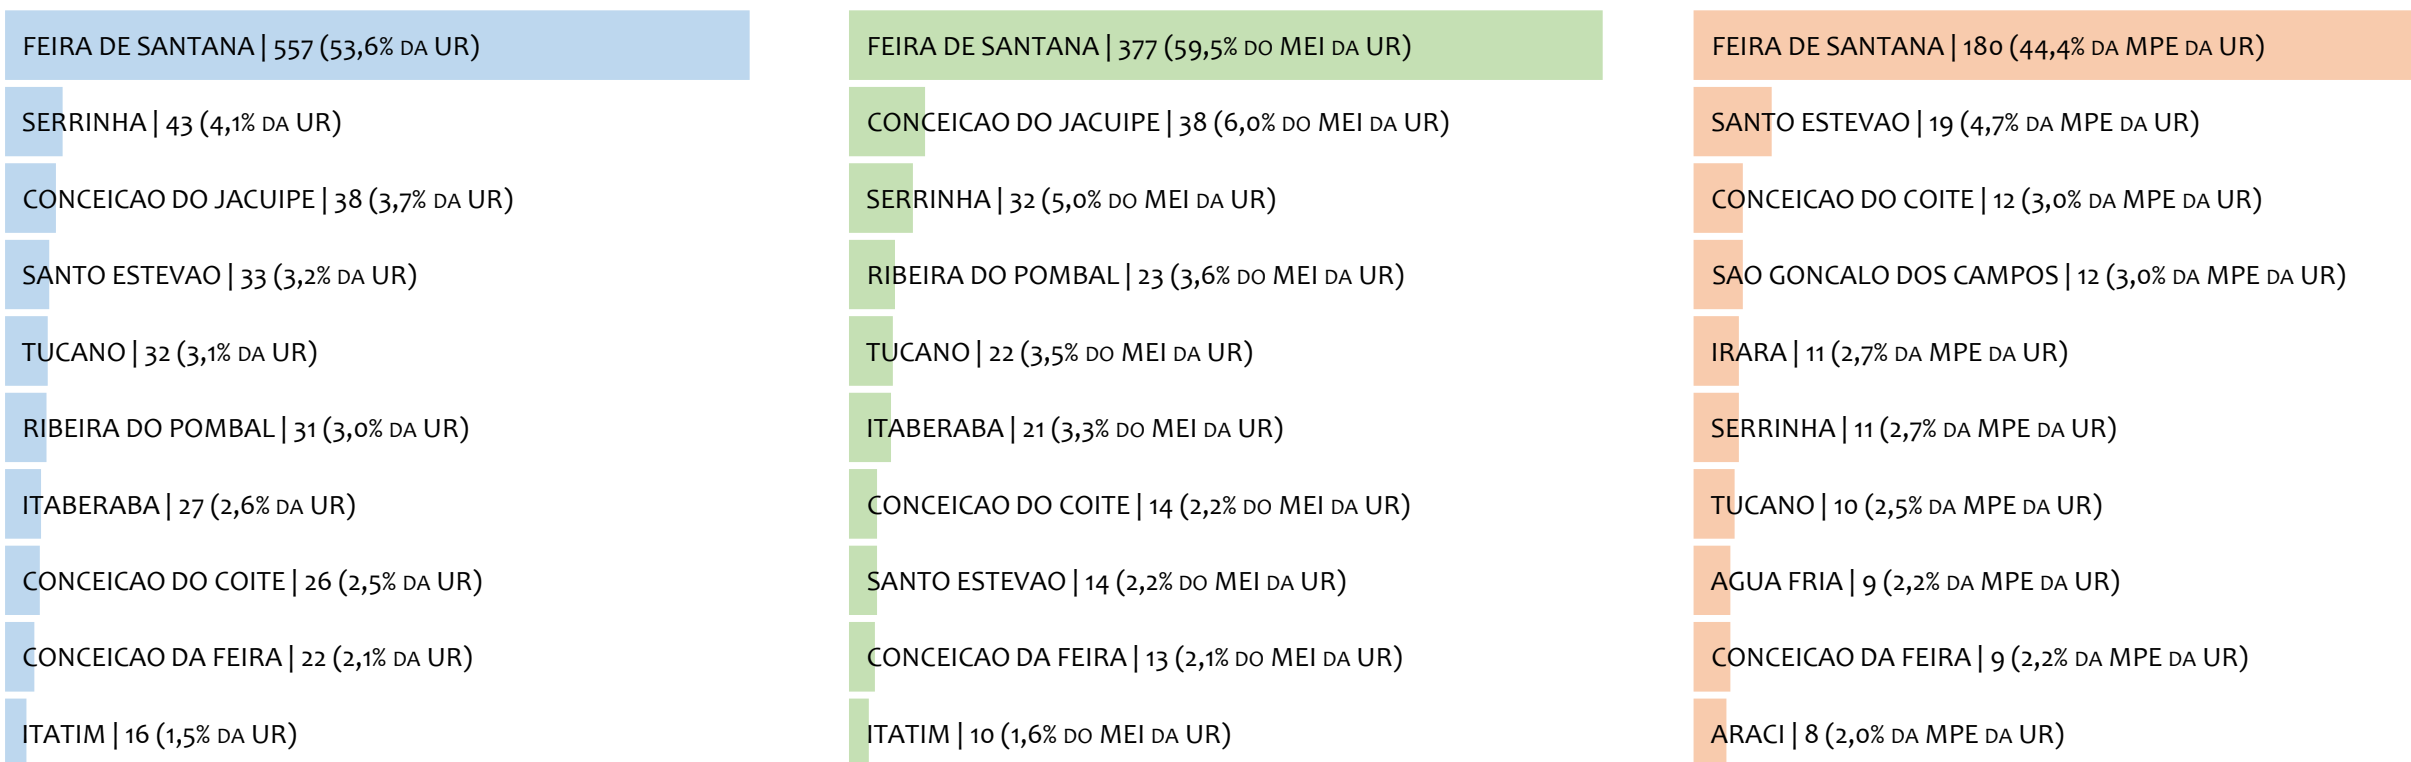 FEIRA DE SANTANA | 557 (53,6% DA UR)
SERRINHA | 43 (4,1% DA UR)
CONCEICAO DO JACUIPE | 38 (3,7% DA UR)
SANTO ESTEVAO | 33 (3,2% DA UR)
TUCANO | 32 (3,1% DA UR)
RIBEIRA DO POMBAL | 31 (3,0% DA UR)
ITABERABA | 27 (2,6% DA UR)
CONCEICAO DO COITE | 26 (2,5% DA UR)
CONCEICAO DA FEIRA | 22 (2,1% DA UR)
ITATIM | 16 (1,5% DA UR)
FEIRA DE SANTANA | 377 (59,5% DO MEI DA UR)
CONCEICAO DO JACUIPE | 38 (6,0% DO MEI DA UR)
SERRINHA | 32 (5,0% DO MEI DA UR)
RIBEIRA DO POMBAL | 23 (3,6% DO MEI DA UR)
TUCANO | 22 (3,5% DO MEI DA UR)
ITABERABA | 21 (3,3% DO MEI DA UR)
CONCEICAO DO COITE | 14 (2,2% DO MEI DA UR)
SANTO ESTEVAO | 14 (2,2% DO MEI DA UR)
CONCEICAO DA FEIRA | 13 (2,1% DO MEI DA UR)
ITATIM | 10 (1,6% DO MEI DA UR)
FEIRA DE SANTANA | 180 (44,4% DA MPE DA UR)
SANTO ESTEVAO | 19 (4,7% DA MPE DA UR)
CONCEICAO DO COITE | 12 (3,0% DA MPE DA UR)
SAO GONCALO DOS CAMPOS | 12 (3,0% DA MPE DA UR)
IRARA | 11 (2,7% DA MPE DA UR)
SERRINHA | 11 (2,7% DA MPE DA UR)
TUCANO | 10 (2,5% DA MPE DA UR)
AGUA FRIA | 9 (2,2% DA MPE DA UR)
CONCEICAO DA FEIRA | 9 (2,2% DA MPE DA UR)
ARACI | 8 (2,0% DA MPE DA UR)